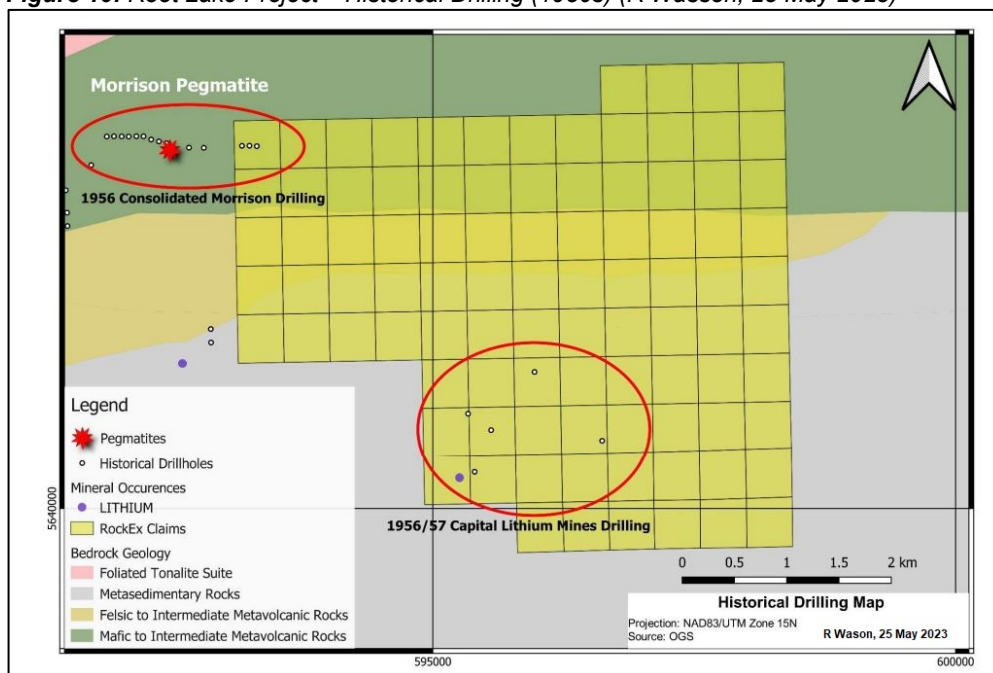 Figure Root Lake Project – Historical Drilling (1950s) (R Wason, 25 May 2023)
Morrison Pegmatite
1956 Consolidated Morrison Drilling
Legend
Pegmatites
Historical Drillholes
Mineral Occurences
LITHIUM
RockEx Claims
Bedrock Geology
Foliated Tonalite Suite
Metasedimentary Rocks
Felsic to Intermediate Metavolcanic Rocks
Mafic to Intermediate Metavolcanic Rocks
5640000
1956/57 Capital Lithium Mines Drilling
0 0.5 1 1.5 2 km
Historical Drilling Map
Projection: NAD83/UTM Zone 15N
Source: OGS
R Wason, 25 May 2023
595000
600000